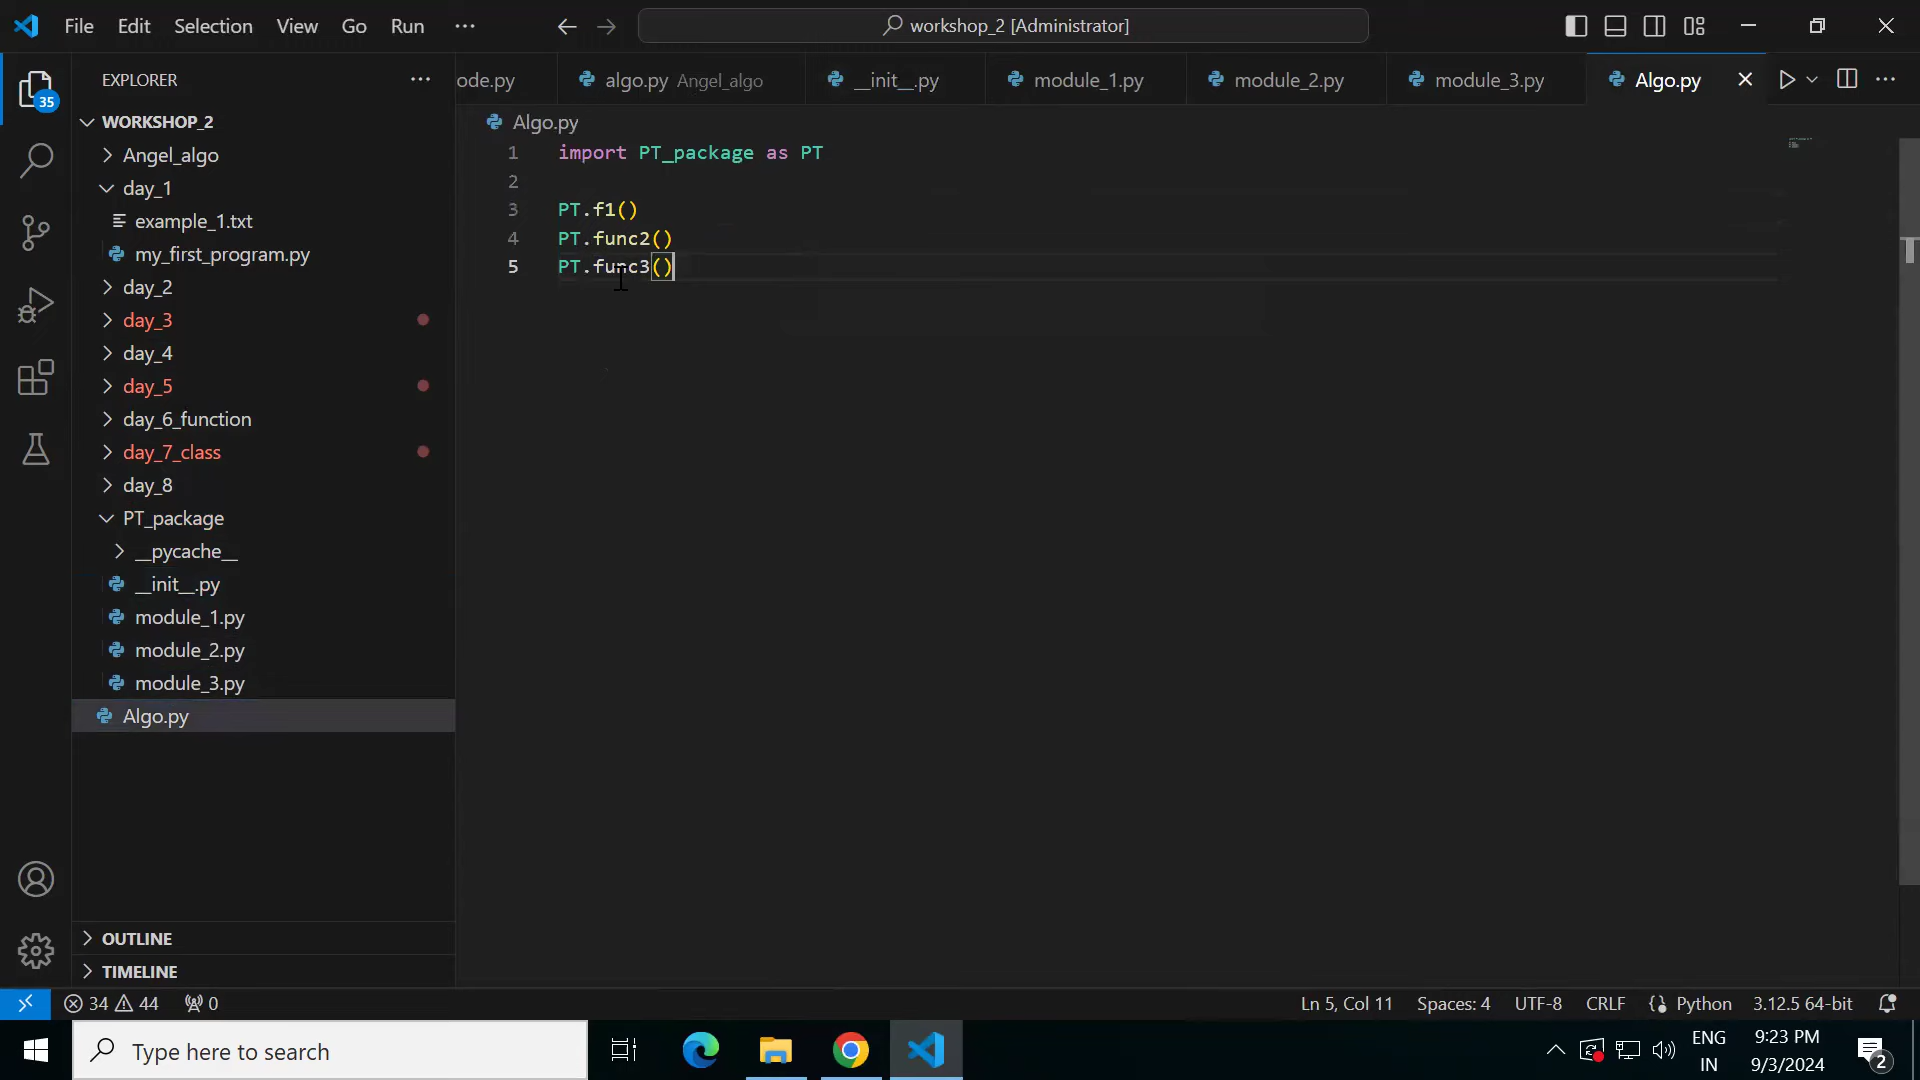 File Edit Selection View Go Run ···
workshop_2 [Administrator]
EXPLORER ···
ode.py
algo.py Angel_algo
__init__.py
module_1.py
module_2.py
module_3.py
Algo.py
35
WORKSHOP_2
Angel_algo
day_1
example_1.txt
my_first_program.py
day_2
day_3
day_4
day_5
day_6_function
day_7_class
day_8
PT_package
__pycache__
__init__.py
module_1.py
module_2.py
module_3.py
Algo.py
OUTLINE
TIMELINE
Algo.py
1 import PT_package as PT
2
3 PT.f1()
4 PT.func2()
5 PT.func3()
34 44 0
Ln 5, Col 11 Spaces: 4 UTF-8 CRLF {} Python 3.12.5 64-bit
Type here to search
ENG
IN
9:23 PM
9/3/2024
2